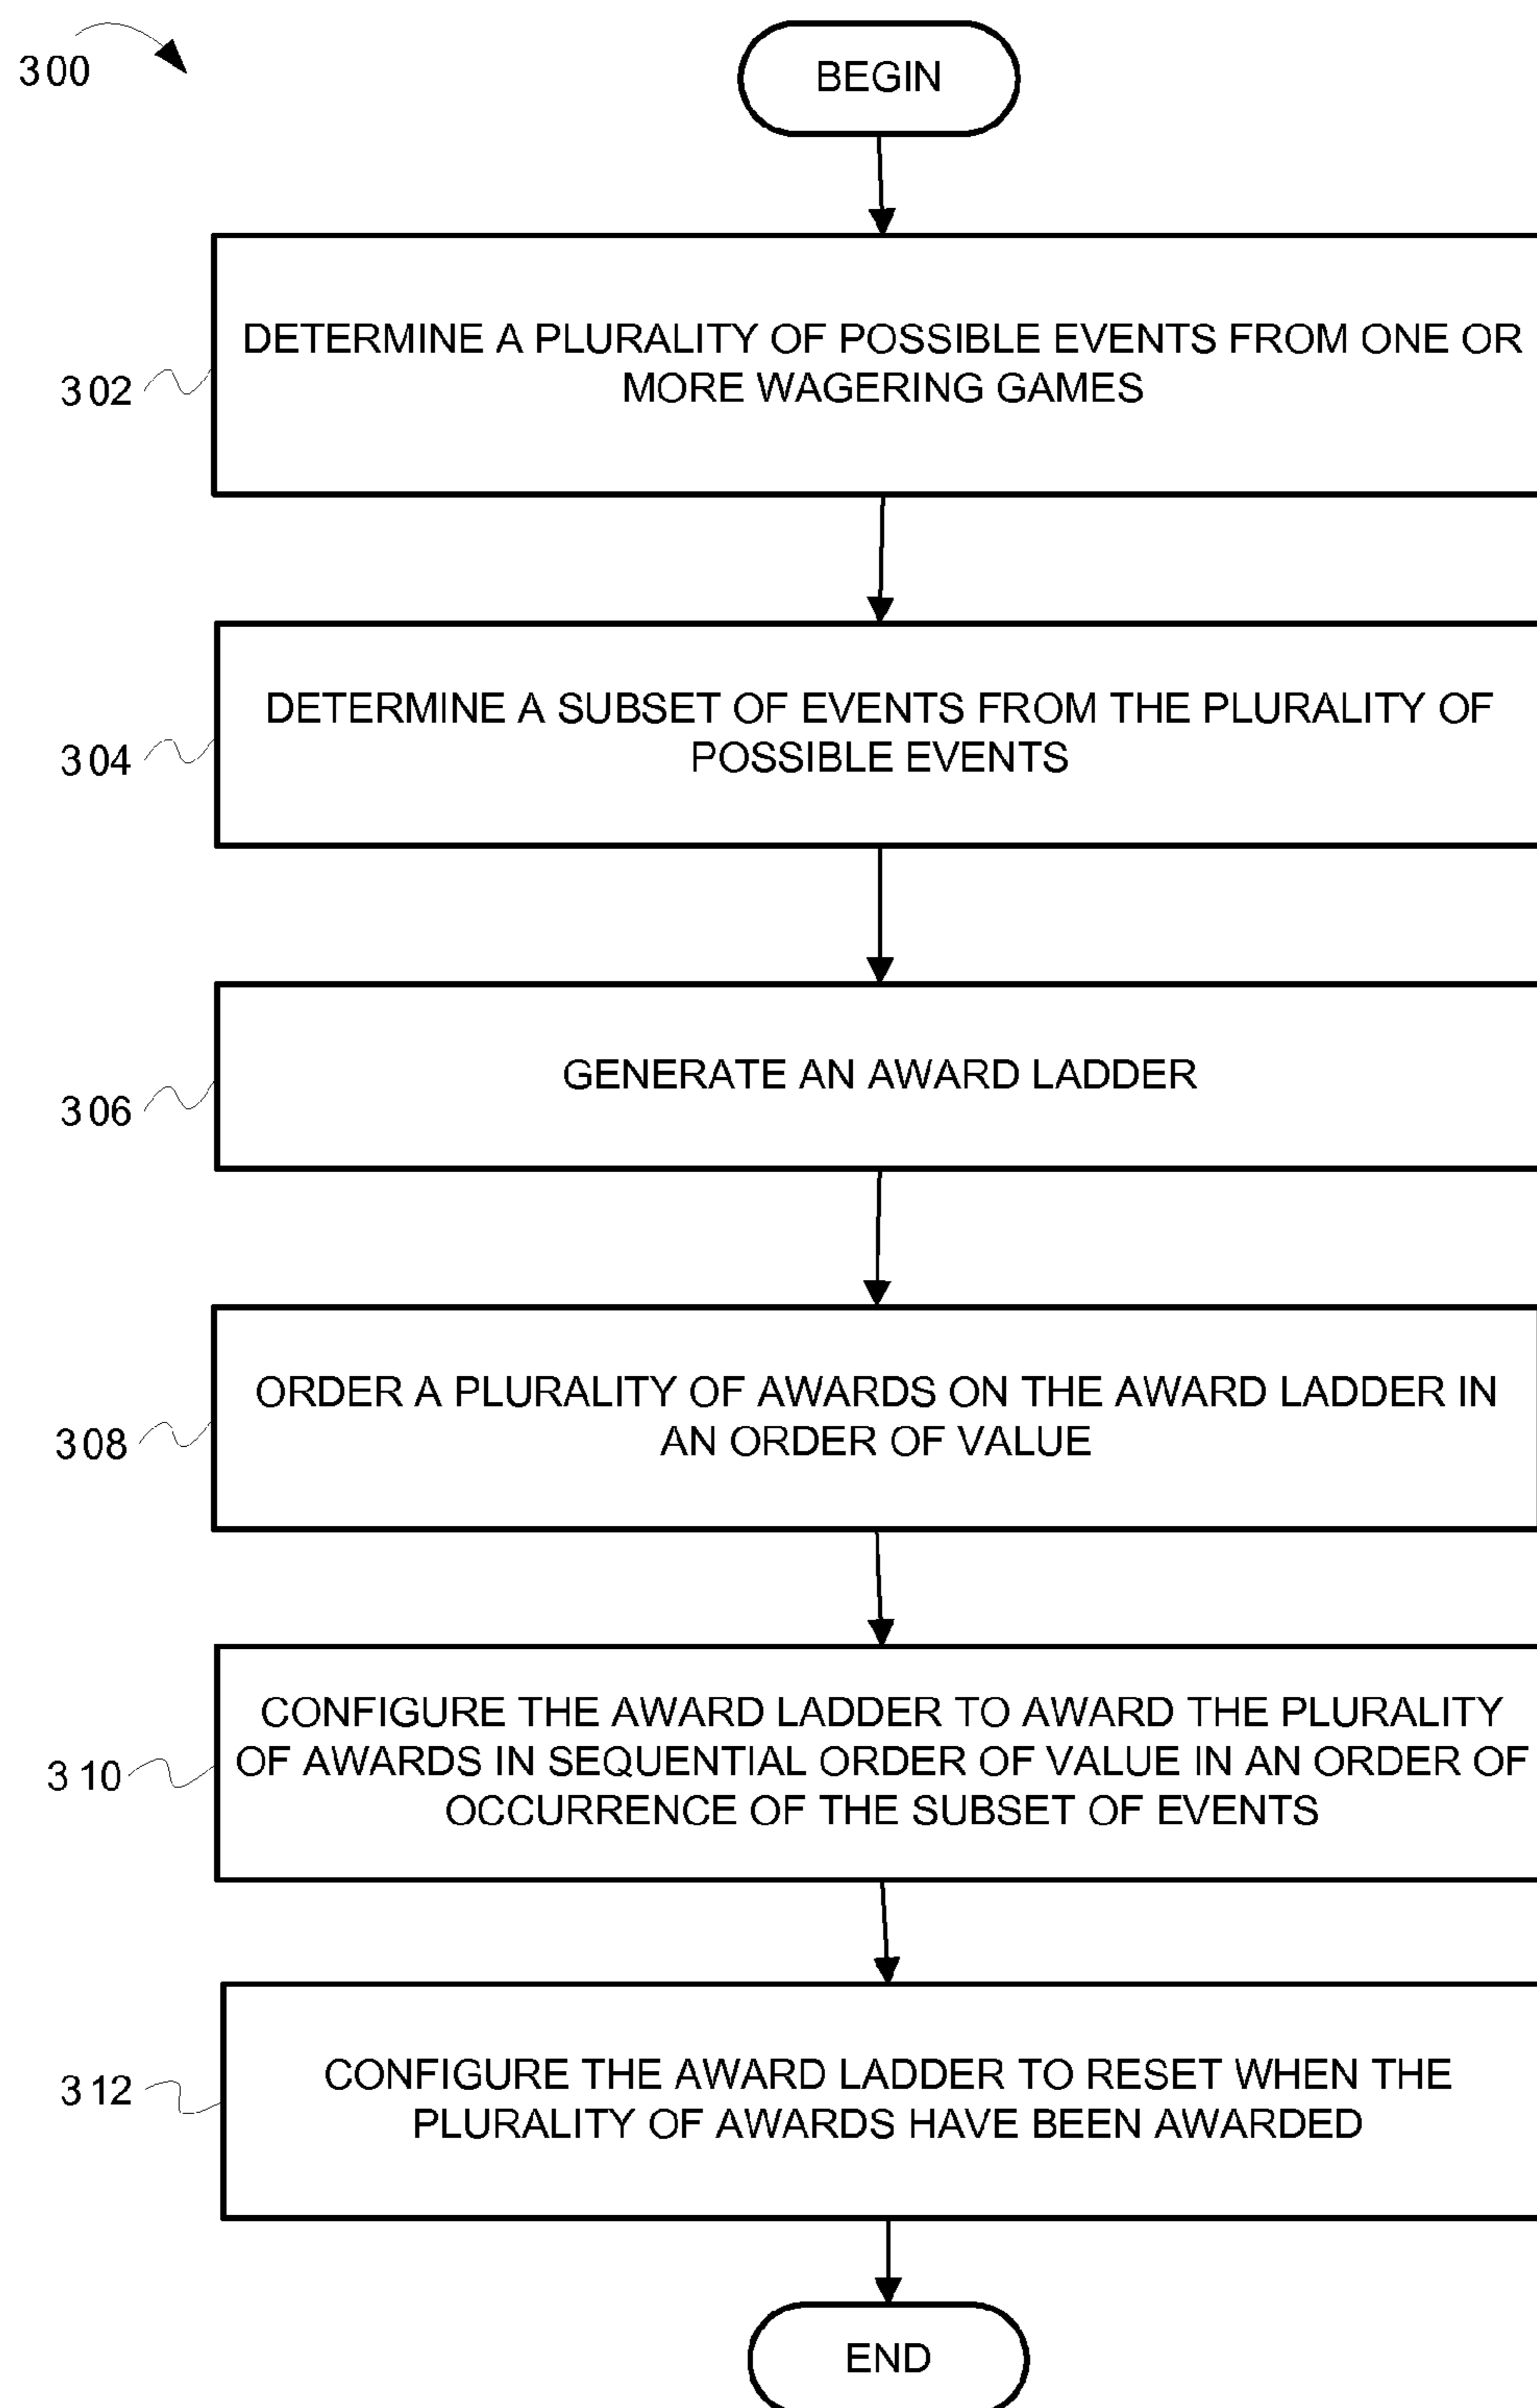 300
BEGIN
DETERMINE A PLURALITY OF POSSIBLE EVENTS FROM ONE OR
MORE WAGERING GAMES
302
DETERMINE A SUBSET OF EVENTS FROM THE PLURALITY OF
POSSIBLE EVENTS
304
GENERATE AN AWARD LADDER
306
ORDER A PLURALITY OF AWARDS ON THE AWARD LADDER IN
AN ORDER OF VALUE
308
CONFIGURE THE AWARD LADDER TO AWARD THE PLURALITY
OF AWARDS IN SEQUENTIAL ORDER OF VALUE IN AN ORDER OF
OCCURRENCE OF THE SUBSET OF EVENTS
310
CONFIGURE THE AWARD LADDER TO RESET WHEN THE
PLURALITY OF AWARDS HAVE BEEN AWARDED
312
END